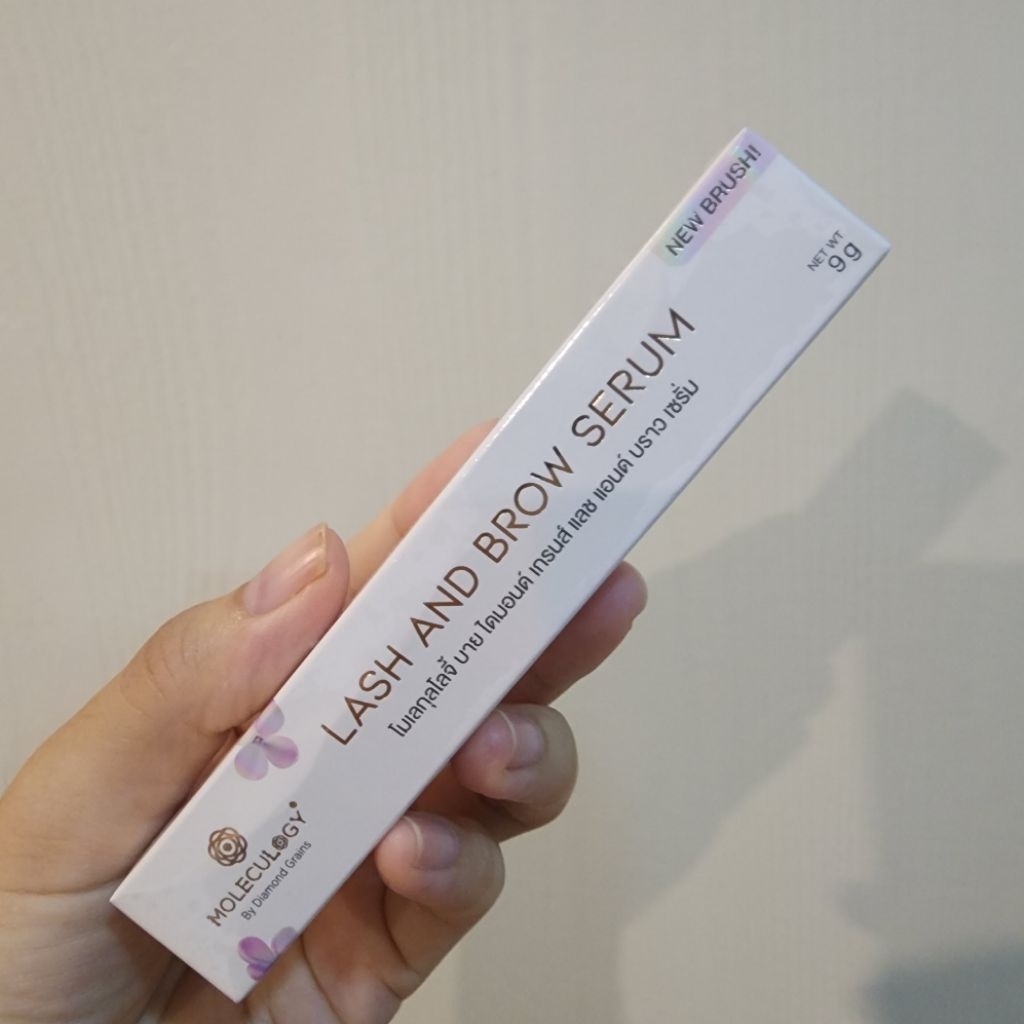 NEW BRUSH!
NET WT
9g
LASH AND BROW SERUM
โมเลกุลโลจี้ บาย ไดมอนด์ เกรนส์ แลช แอนด์ บราว เซรั่ม
MOLECULOGY
By Diamond Grains